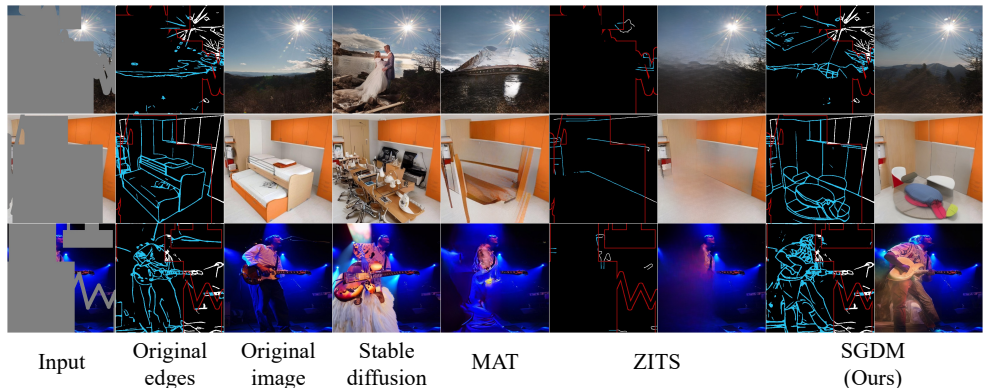 Input
Original
edges
Original
image
Stable
diffusion
MAT
ZITS
SGDM
(Ours)